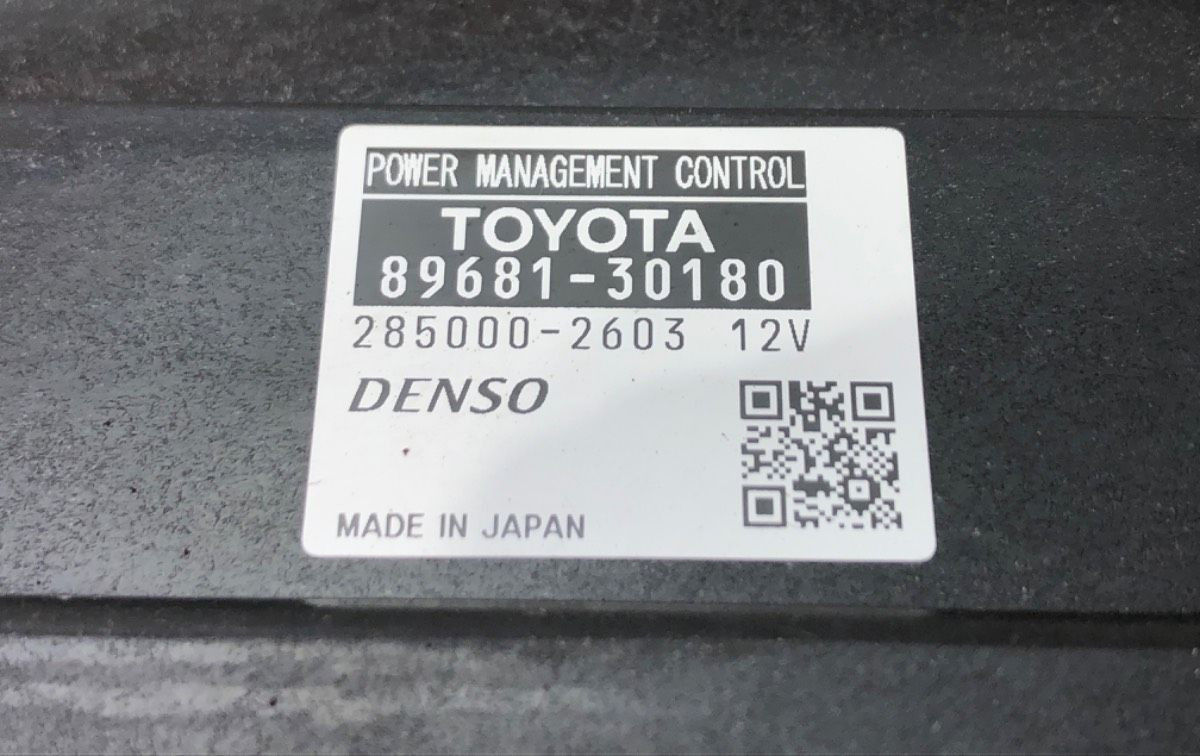 POWER MANAGEMENT CONTROL
TOYOTA
89681-30180
285000-2603 12V
DENSO
MADE IN JAPAN